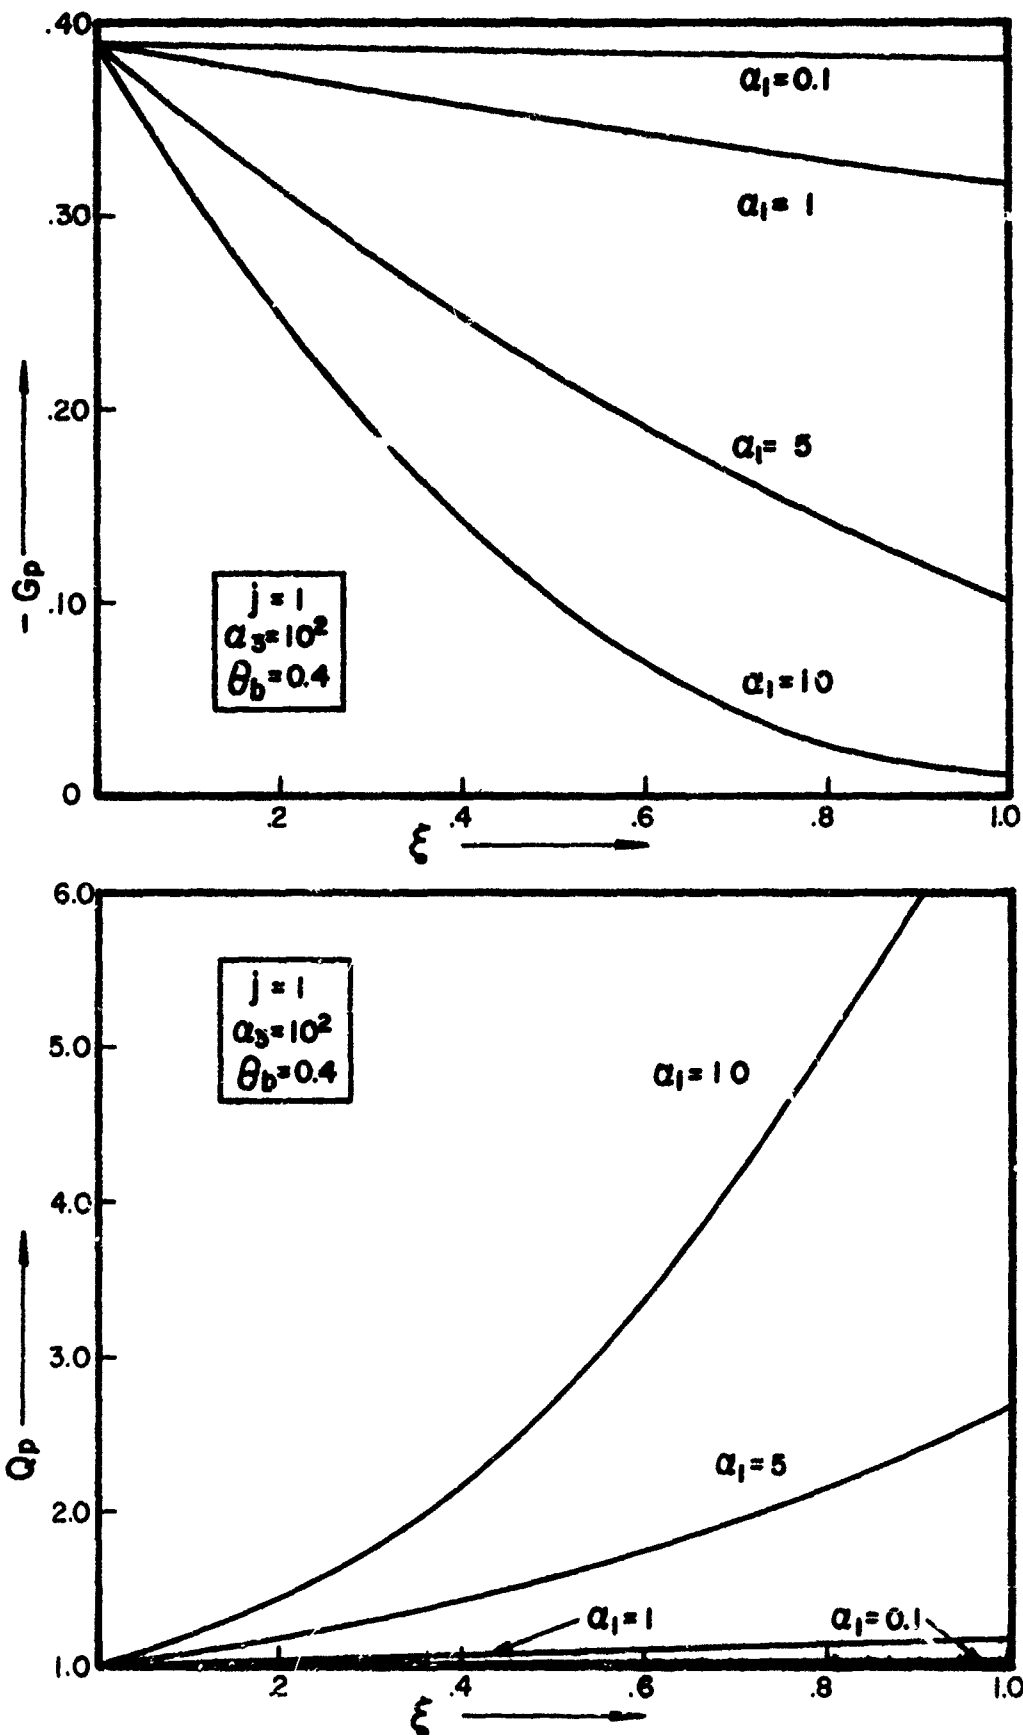 .40
α₁=0.1
α₁= 1
.30
.20
α₁= 5
- Gp
.10
j = 1
α₃=10²
θb=0.4
α₁=10
0
.2
.4
.6
.8
1.0
ξ
6.0
j = 1
α₃=10²
θb=0.4
5.0
α₁=10
4.0
3.0
Qp
α₁=5
2.0
α₁=1
α₁=0.1
1.0
.2
.4
.6
.8
1.0
ξ